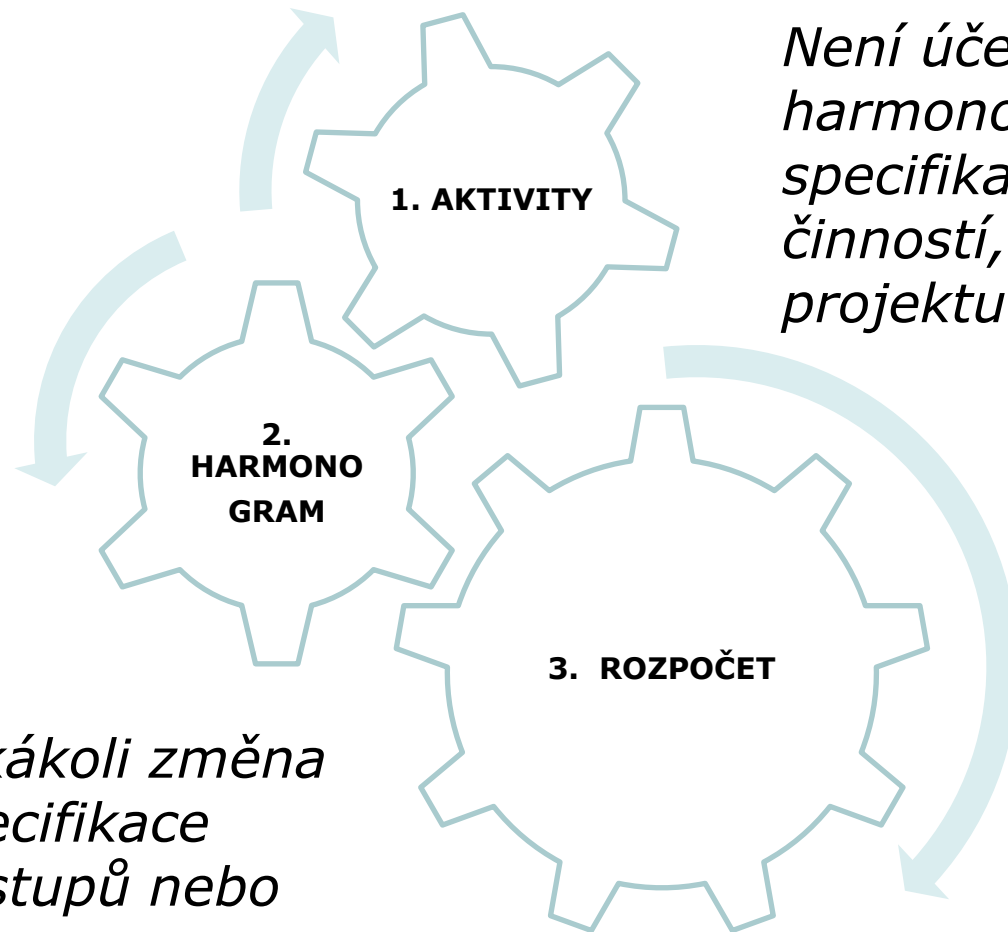 Není úče
harmono
specifika
činností,
projektu
1. AKTIVITY
2.
HARMONO
GRAM
3. ROZPOČET
kákoli změna
ecifikace
stupů nebo